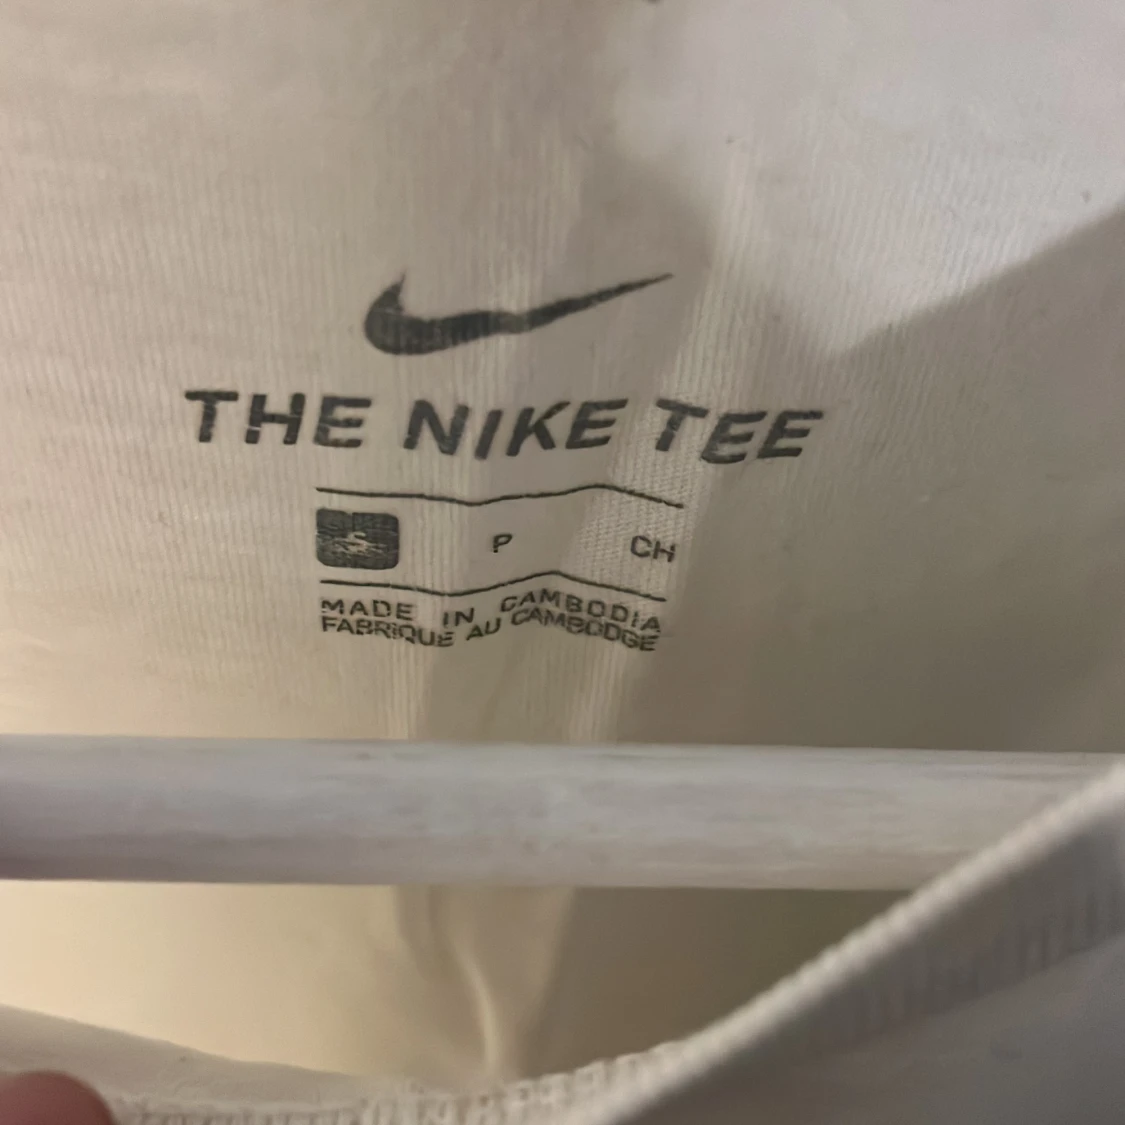 THE NIKE TEE
S P CH
MADE IN CAMBODIA
FABRIQUE AU CAMBODGE